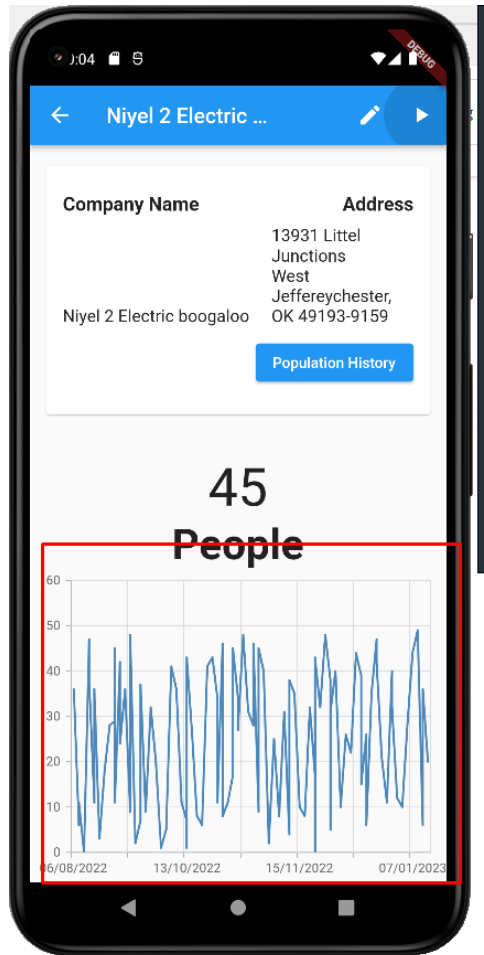 ):04
DEBUG
Niyel 2 Electric ...
Company Name
Address
Niyel 2 Electric boogaloo
13931 Littel
Junctions
West
Jeffereychester,
OK 49193-9159
Population History
45
People
60
50
40
30
20
10
0
06/08/2022 13/10/2022 15/11/2022 07/01/2023